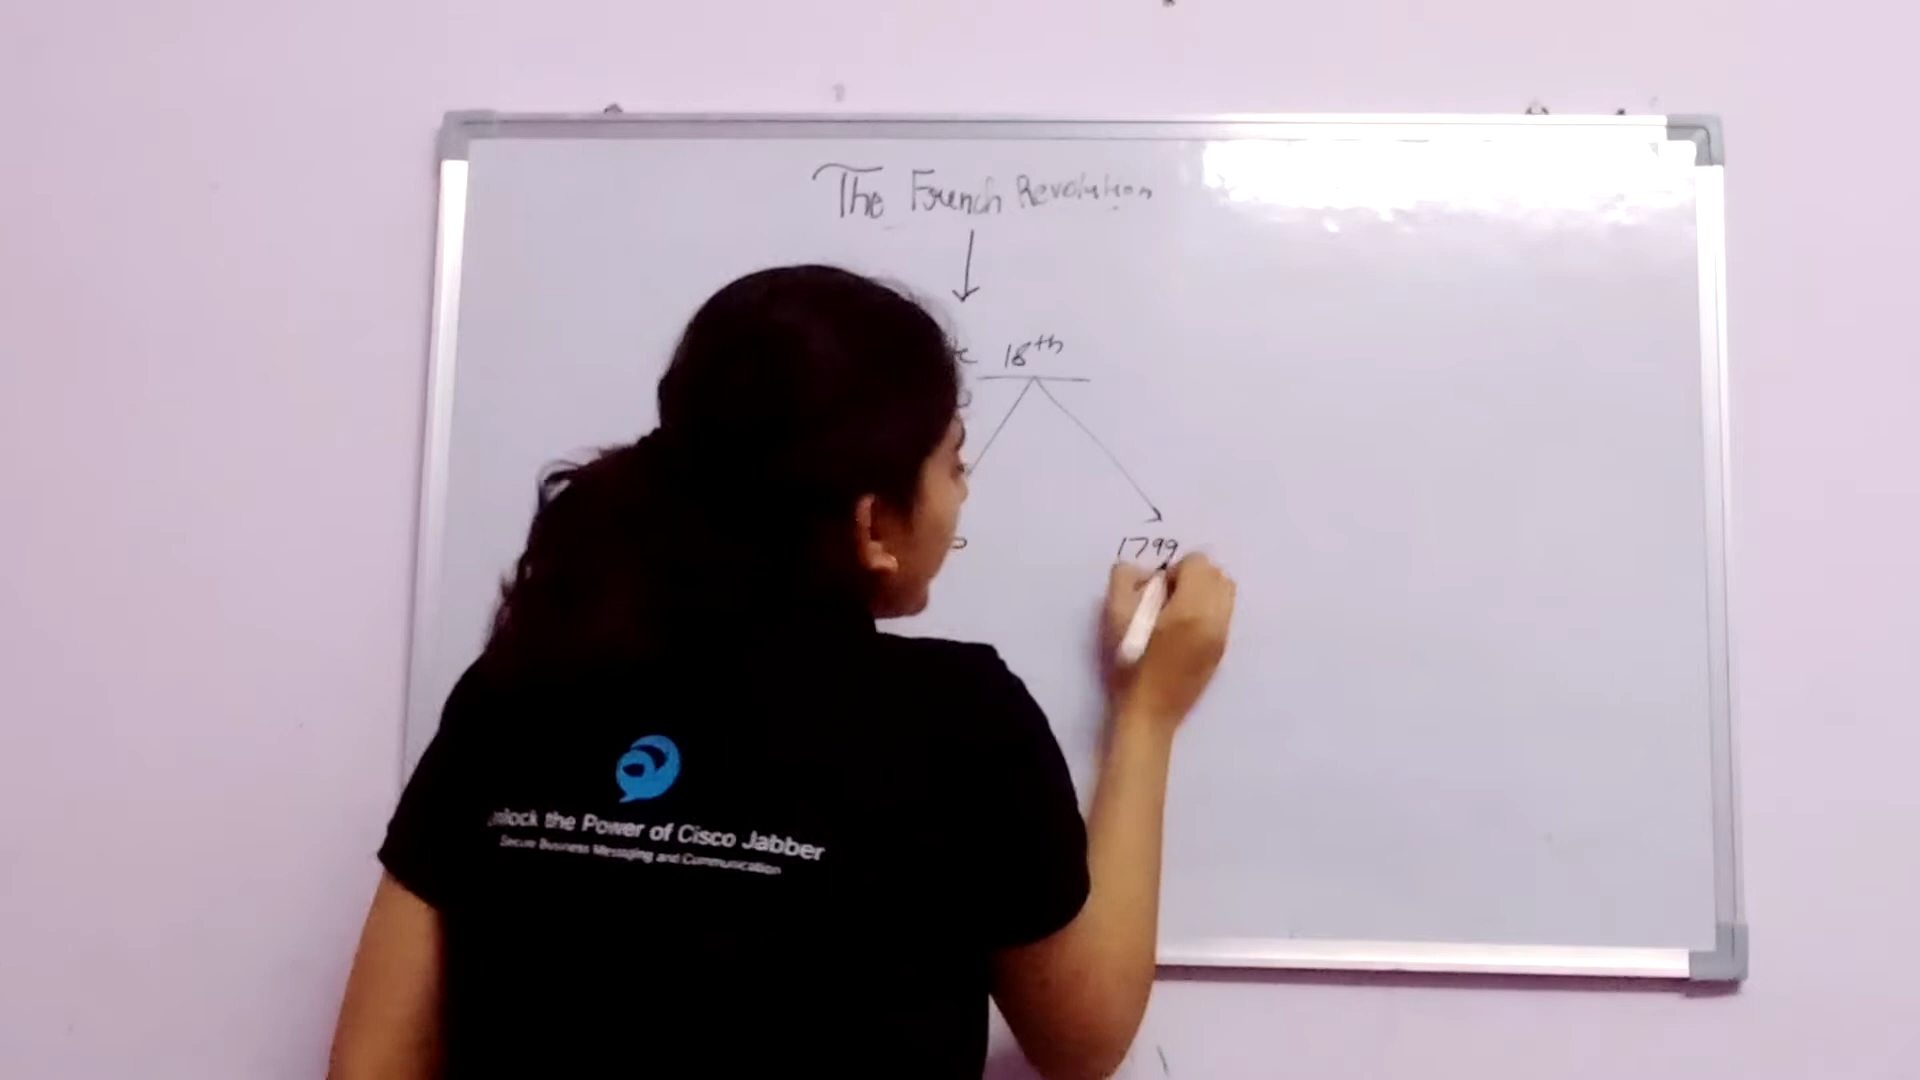 The French Revolution
18th
1799
Unlock the Power of Cisco Jabber
Secure Business Messaging and Communication